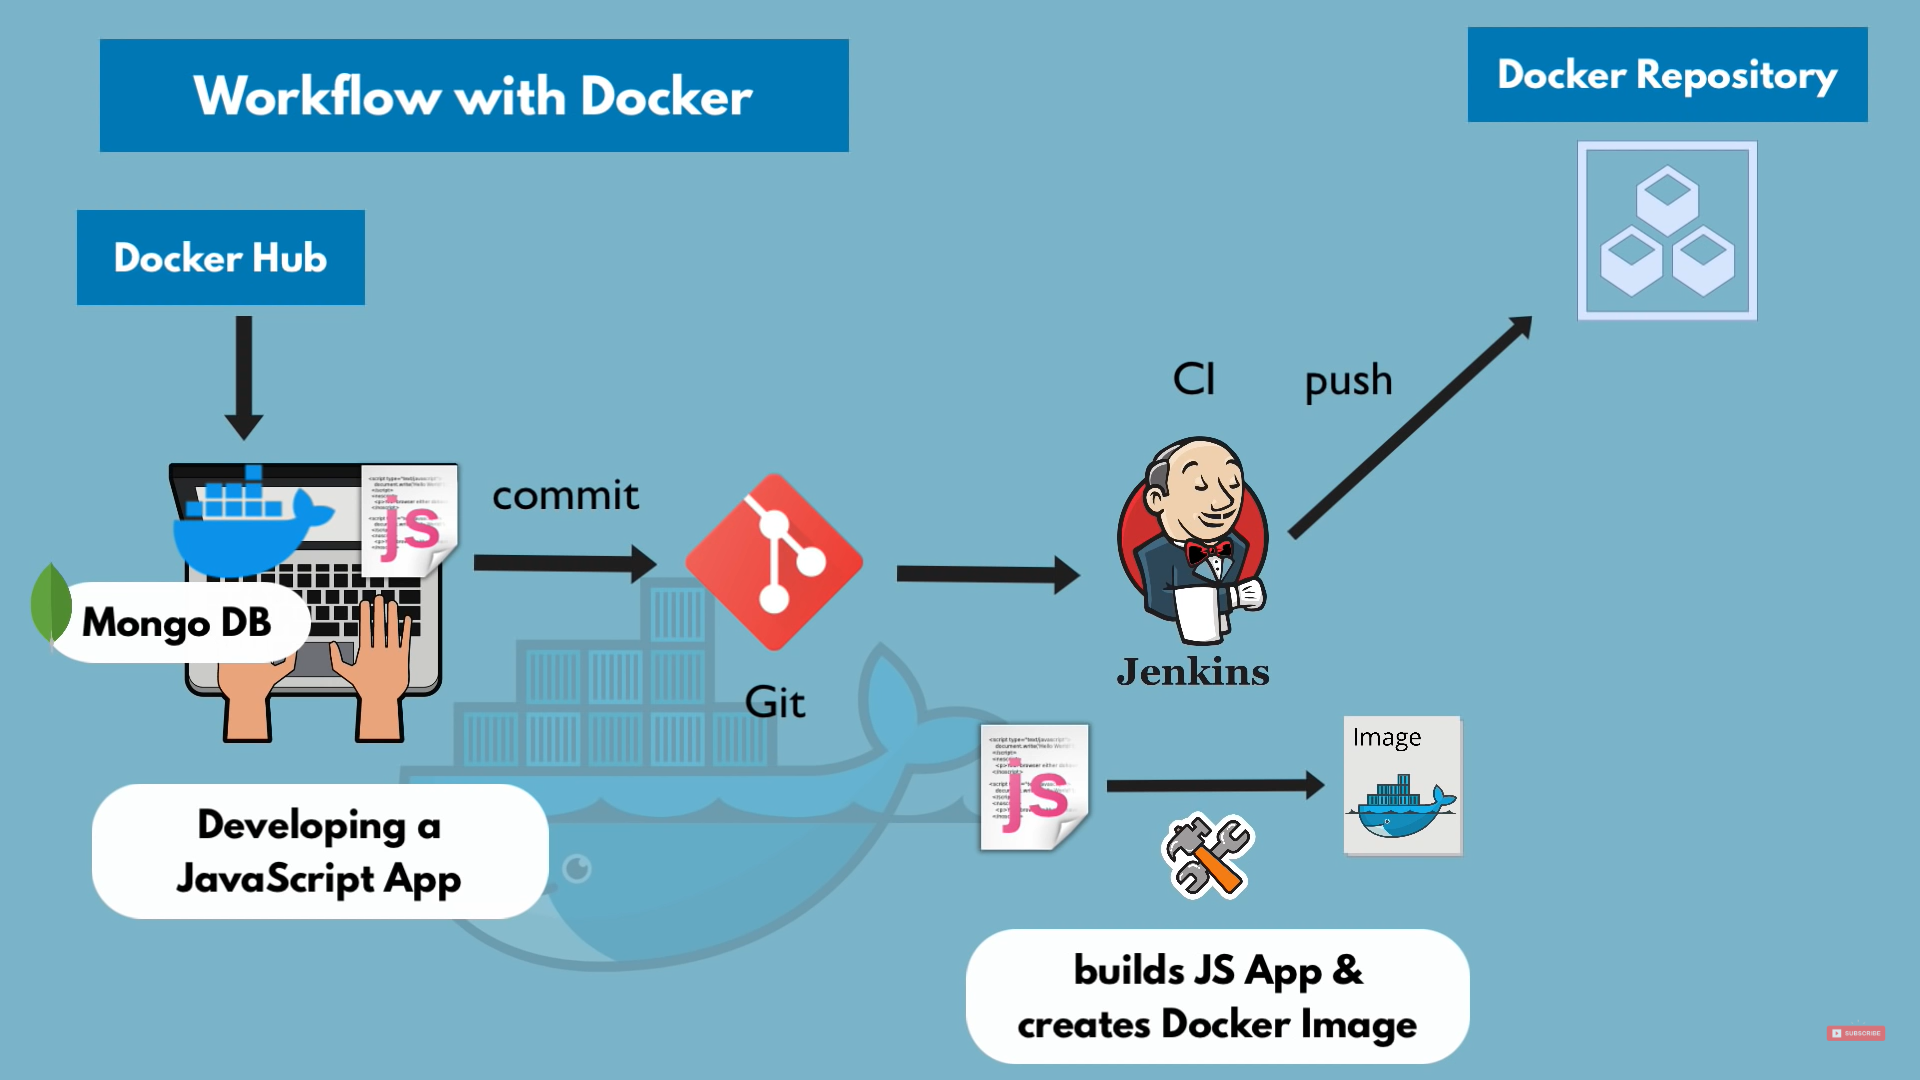 Workflow with Docker
Docker Repository
Docker Hub
CI
push
commit
js
Mongo DB
Git
Jenkins
Developing a
JavaScript App
js
Image
builds JS App &
creates Docker Image
SUBSCRIBE